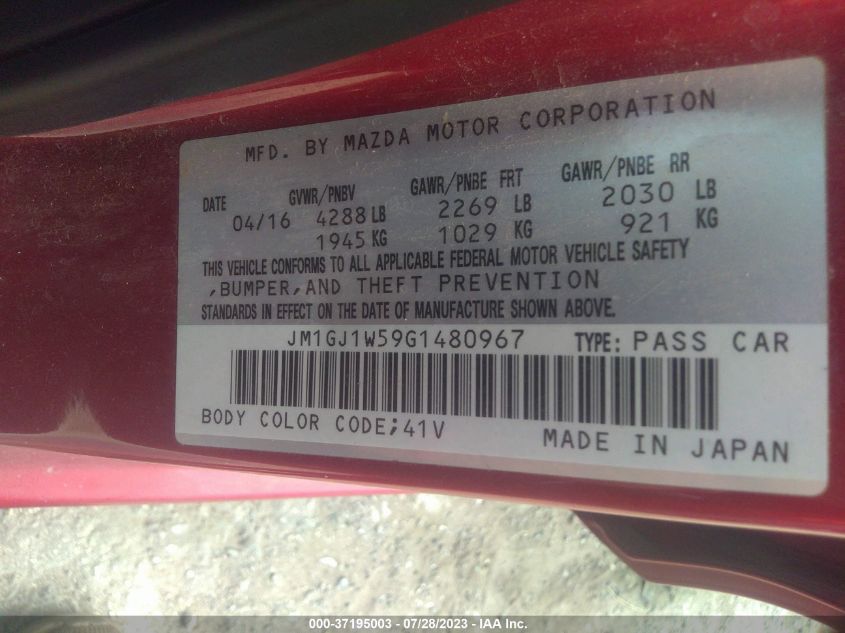 MFD. BY MAZDA MOTOR CORPORATION
DATE GVWR/PNBV GAWR/PNBE FRT GAWR/PNBE RR
04/16 4288 LB 2269 LB 2030 LB
1945 KG 1029 KG 921 KG
THIS VEHICLE CONFORMS TO ALL APPLICABLE FEDERAL MOTOR VEHICLE SAFETY
,BUMPER,AND THEFT PREVENTION
STANDARDS IN EFFECT ON THE DATE OF MANUFACTURE SHOWN ABOVE.
JM1GJ1W59G1480967 TYPE: PASS CAR
BODY COLOR CODE;41V MADE IN JAPAN
000-37195003 - 07/28/2023 - IAA Inc.